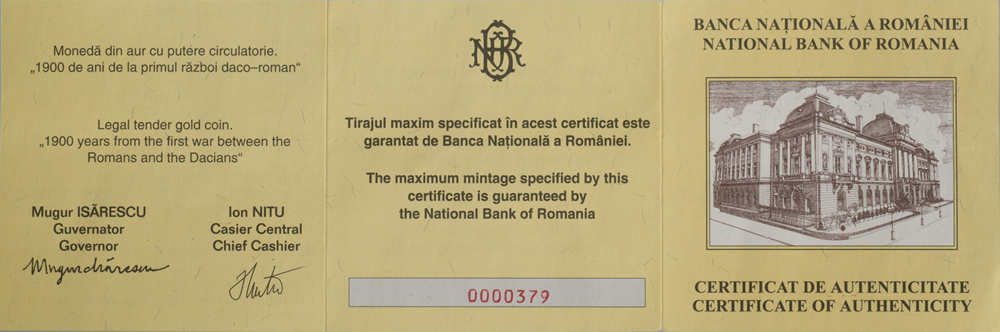 Monedă din aur cu putere circulatorie.
„1900 de ani de la primul război daco–roman“
Legal tender gold coin.
„1900 years from the first war between the
Romans and the Dacians“
Mugur ISĂRESCU
Guvernator
Governor
Mugur Isărescu
Ion NITU
Casier Central
Chief Cashier
BNR
Tirajul maxim specificat în acest certificat este
garantat de Banca Națională a României.
The maximum mintage specified by this
certificate is guaranteed by
the National Bank of Romania
0000379
BANCA NAȚIONALĂ A ROMÂNIEI
NATIONAL BANK OF ROMANIA
CERTIFICAT DE AUTENTICITATE
CERTIFICATE OF AUTHENTICITY